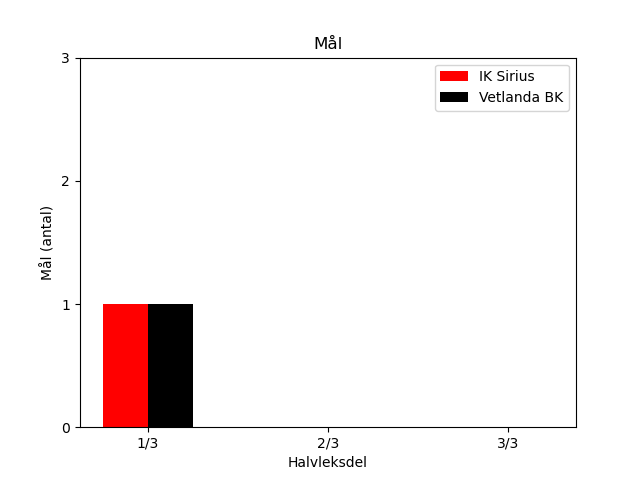 Mål
IK Sirius
Vetlanda BK
3
2
1
0
Mål (antal)
1/3 2/3 3/3
Halvleksdel